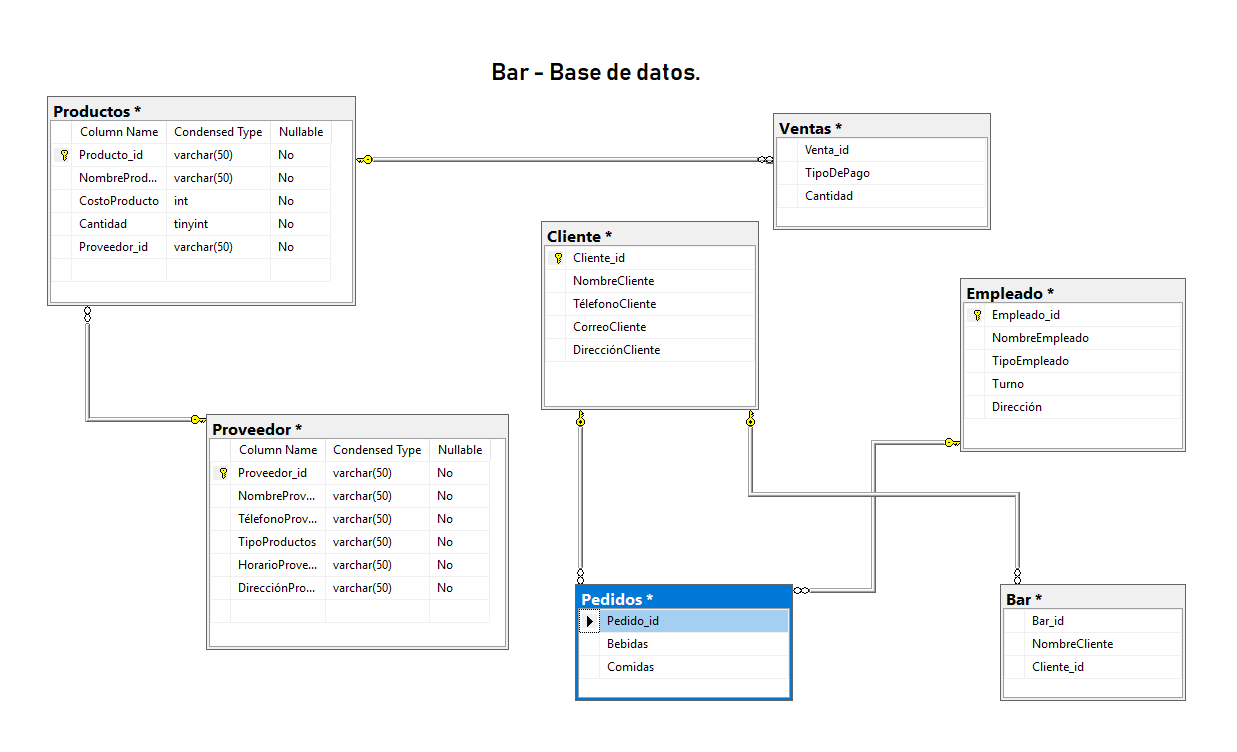 Bar - Base de datos.
Productos *
Column Name Condensed Type Nullable
Producto_id varchar(50) No
NombreProd... varchar(50) No
CostoProducto int No
Cantidad tinyint No
Proveedor_id varchar(50) No
Ventas *
Venta_id
TipoDePago
Cantidad
Cliente *
Cliente_id
NombreCliente
TélefonoCliente
CorreoCliente
DirecciónCliente
Empleado *
Empleado_id
NombreEmpleado
TipoEmpleado
Turno
Dirección
Proveedor *
Column Name Condensed Type Nullable
Proveedor_id varchar(50) No
NombreProv... varchar(50) No
TélefonoProv... varchar(50) No
TipoProductos varchar(50) No
HorarioProve... varchar(50) No
DirecciónPro... varchar(50) No
Pedidos *
Pedido_id
Bebidas
Comidas
Bar *
Bar_id
NombreCliente
Cliente_id